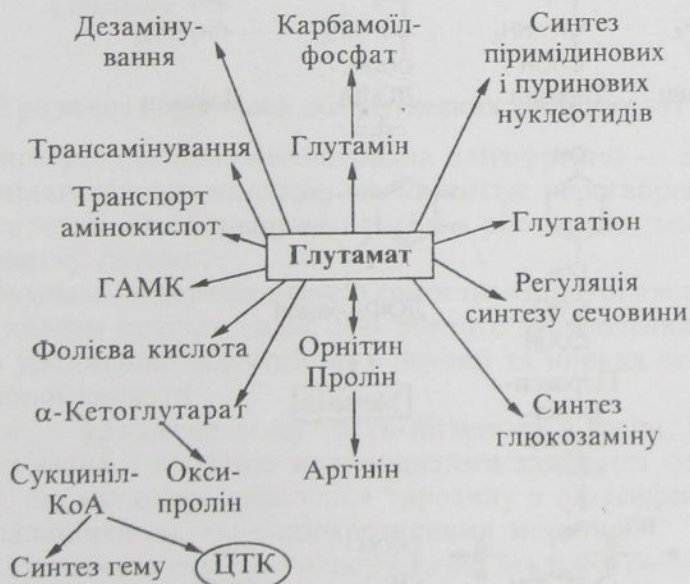 Дезаміну-
вання
Карбамоїл-
фосфат
Синтез
піримідинових
і пуринових
нуклеотидів
Трансамінування
Глутамін
Транспорт
амінокислот
Глутатіон
Глутамат
ГАМК
Регуляція
синтезу сечовини
Фолієва кислота
Орнітин
Пролін
α-Кетоглутарат
Синтез
глюкозаміну
Аргінін
Сукциніл-
КоА
Окси-
пролін
Синтез гему
ЦТК